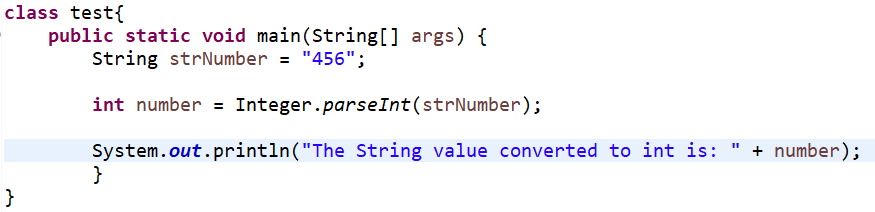 class test{
    public static void main(String[] args) {
        String strNumber = "456";
        int number = Integer.parseInt(strNumber);
        System.out.println("The String value converted to int is: " + number);
        }
}